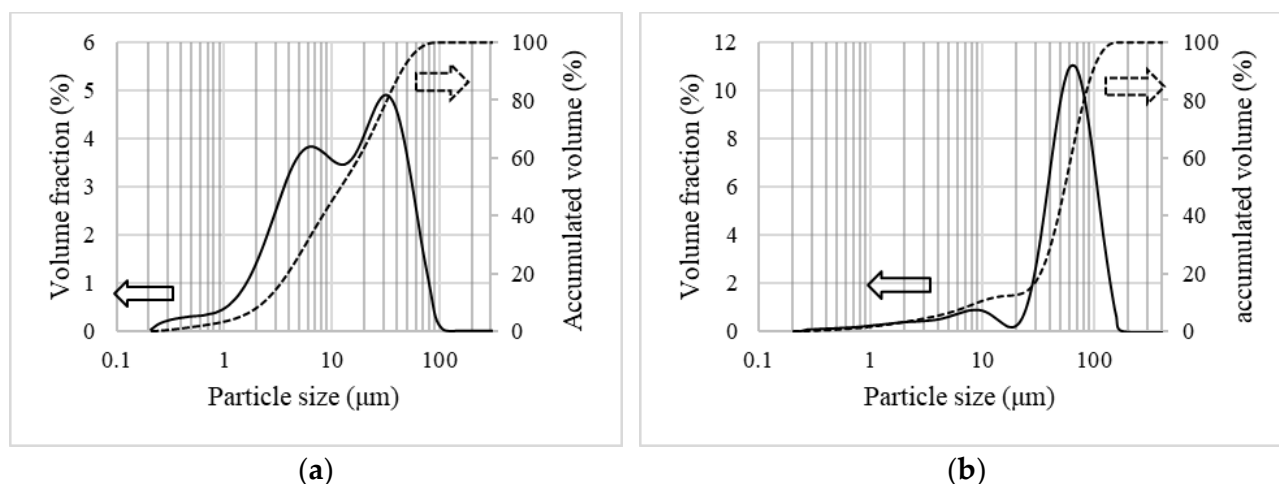 Volume fraction (%)
6
5
4
3
2
1
0
100
80
60
40
20
0
Accumulated volume (%)
0.1 1 10 100
Particle size (μm)
(a)
Volume fraction (%)
12
10
8
6
4
2
0
100
80
60
40
20
0
accumulated volume (%)
0.1 1 10 100
Particle size (μm)
(b)